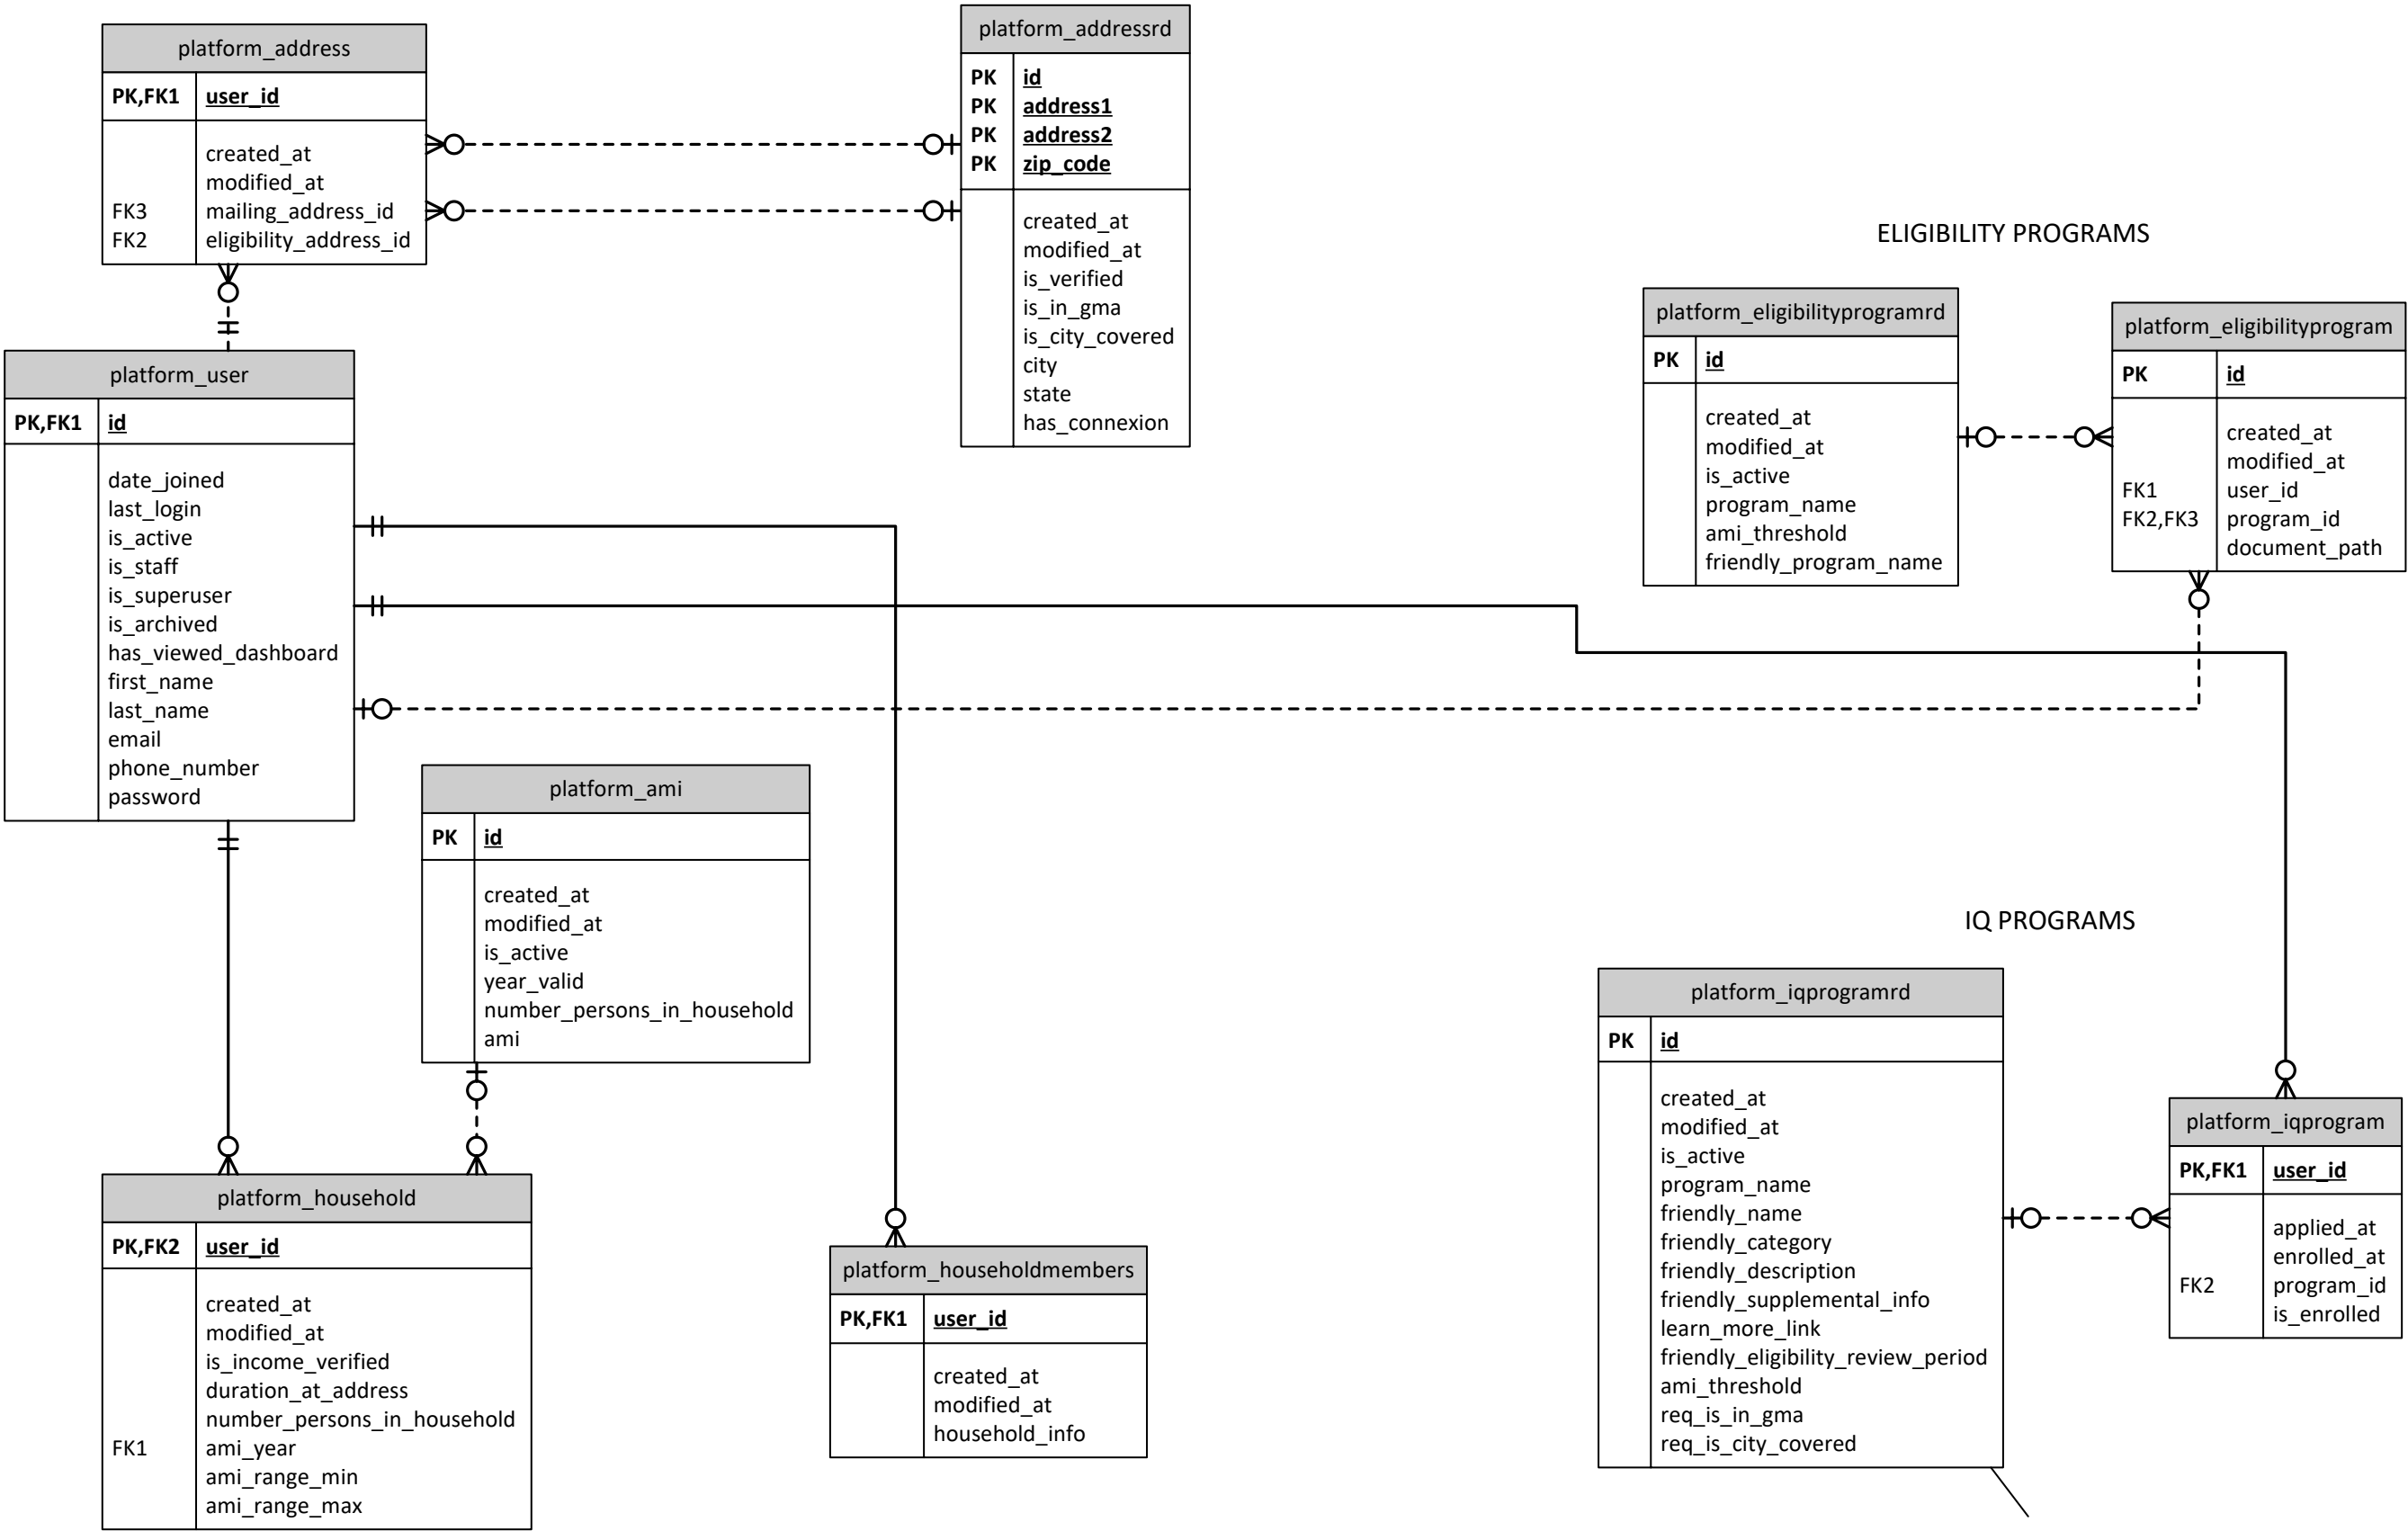 platform_address
PK,FK1 user_id
created_at
modified_at
FK3 mailing_address_id
FK2 eligibility_address_id
platform_addressrd
PK id
PK address1
PK address2
PK zip_code
created_at
modified_at
is_verified
is_in_gma
is_city_covered
city
state
has_connexion
ELIGIBILITY PROGRAMS
platform_eligibilityprogramrd
PK id
created_at
modified_at
is_active
program_name
ami_threshold
friendly_program_name
platform_eligibilityprogram
PK id
created_at
modified_at
FK1 user_id
FK2,FK3 program_id
document_path
platform_user
PK,FK1 id
date_joined
last_login
is_active
is_staff
is_superuser
is_archived
has_viewed_dashboard
first_name
last_name
email
phone_number
password
platform_ami
PK id
created_at
modified_at
is_active
year_valid
number_persons_in_household
ami
platform_household
PK,FK2 user_id
created_at
modified_at
is_income_verified
duration_at_address
number_persons_in_household
FK1 ami_year
ami_range_min
ami_range_max
platform_householdmembers
PK,FK1 user_id
created_at
modified_at
household_info
IQ PROGRAMS
platform_iqprogramrd
PK id
created_at
modified_at
is_active
program_name
friendly_name
friendly_category
friendly_description
friendly_supplemental_info
learn_more_link
friendly_eligibility_review_period
ami_threshold
req_is_in_gma
req_is_city_covered
platform_iqprogram
PK,FK1 user_id
applied_at
enrolled_at
FK2 program_id
is_enrolled